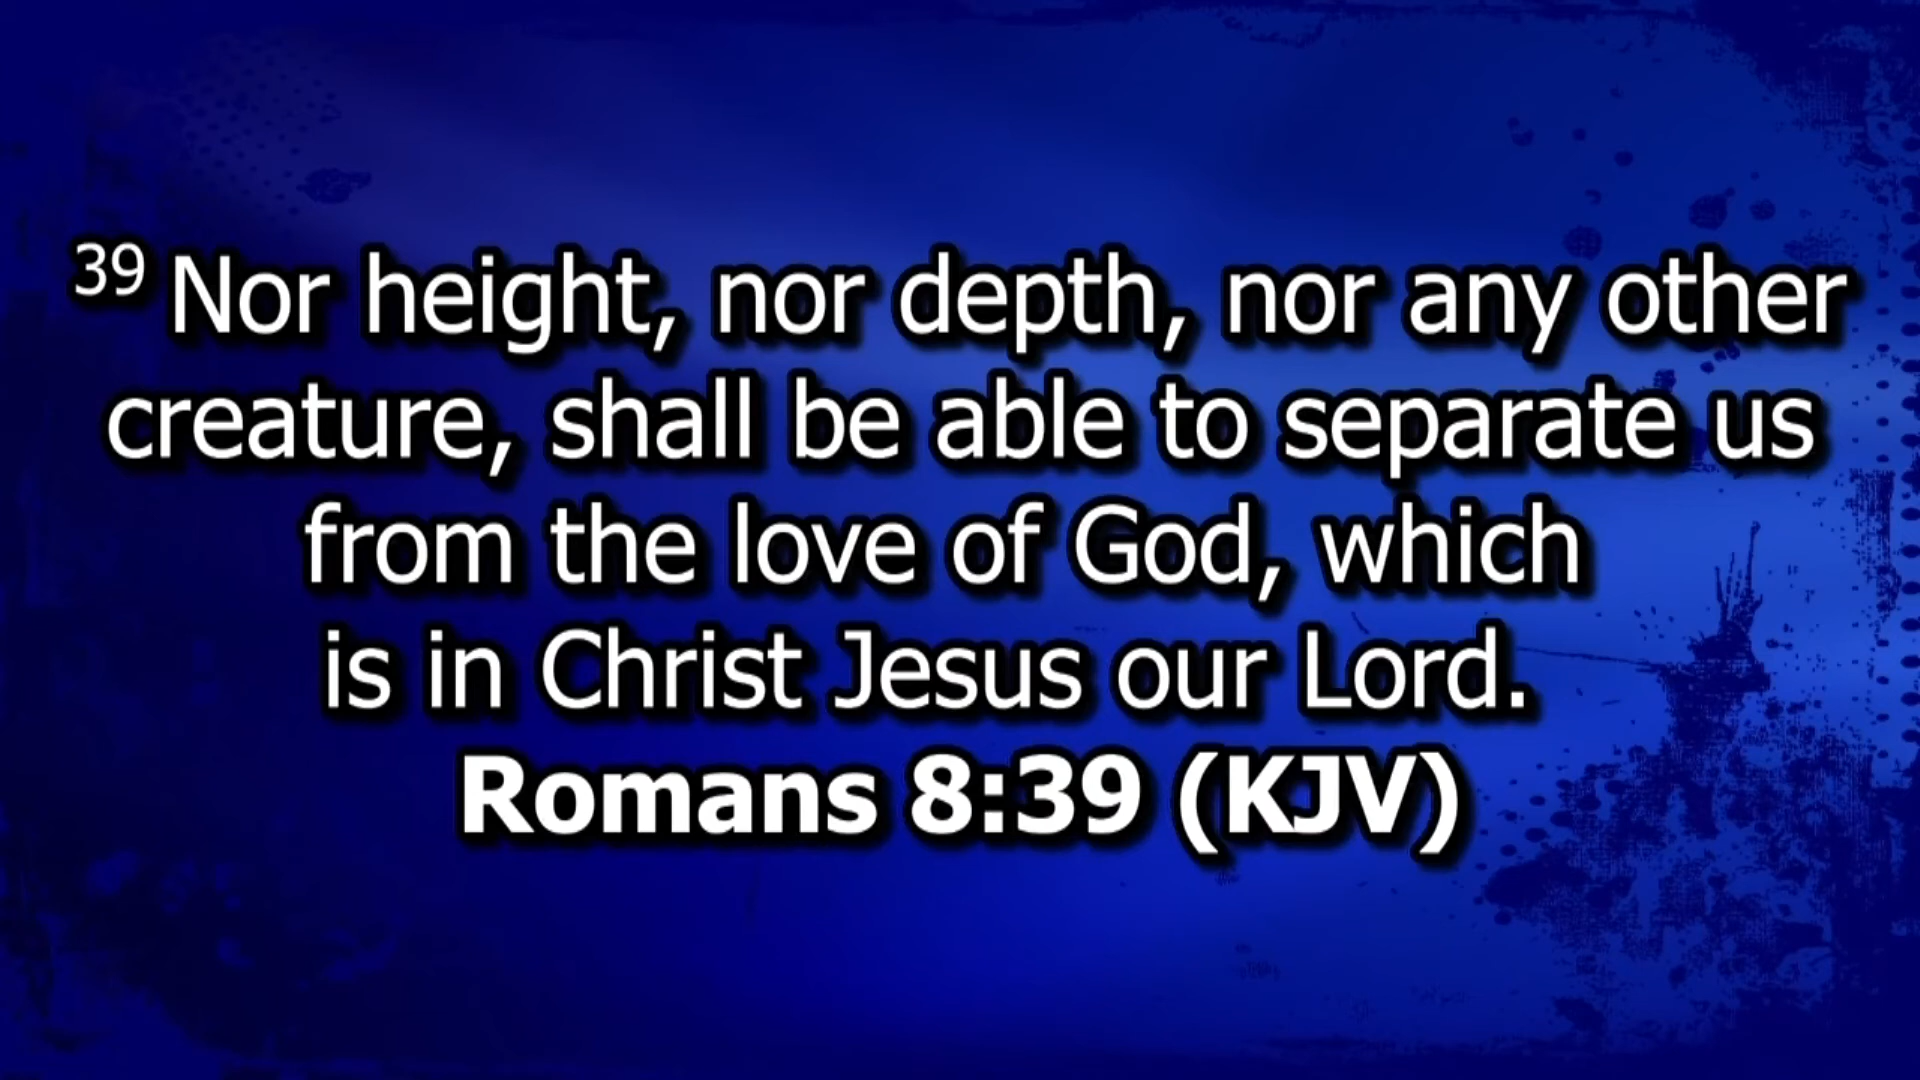 39 Nor height, nor depth, nor any other
creature, shall be able to separate us
from the love of God, which
is in Christ Jesus our Lord.
Romans 8:39 (KJV)